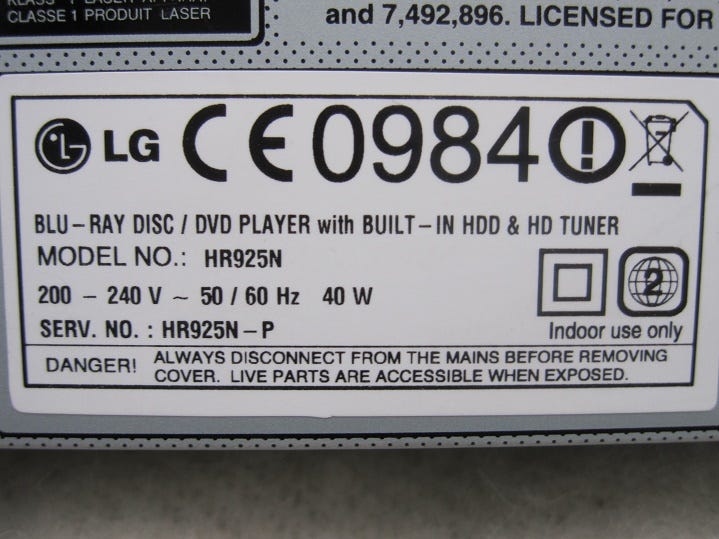 CLASSE 1 PRODUIT LASER
and 7,492,896. LICENSED FOR
LG CE0984
BLU-RAY DISC / DVD PLAYER with BUILT-IN HDD & HD TUNER
MODEL NO.: HR925N
200 - 240 V ~ 50 / 60 Hz 40 W
2
SERV. NO. : HR925N-P
Indoor use only
DANGER! ALWAYS DISCONNECT FROM THE MAINS BEFORE REMOVING
COVER. LIVE PARTS ARE ACCESSIBLE WHEN EXPOSED.